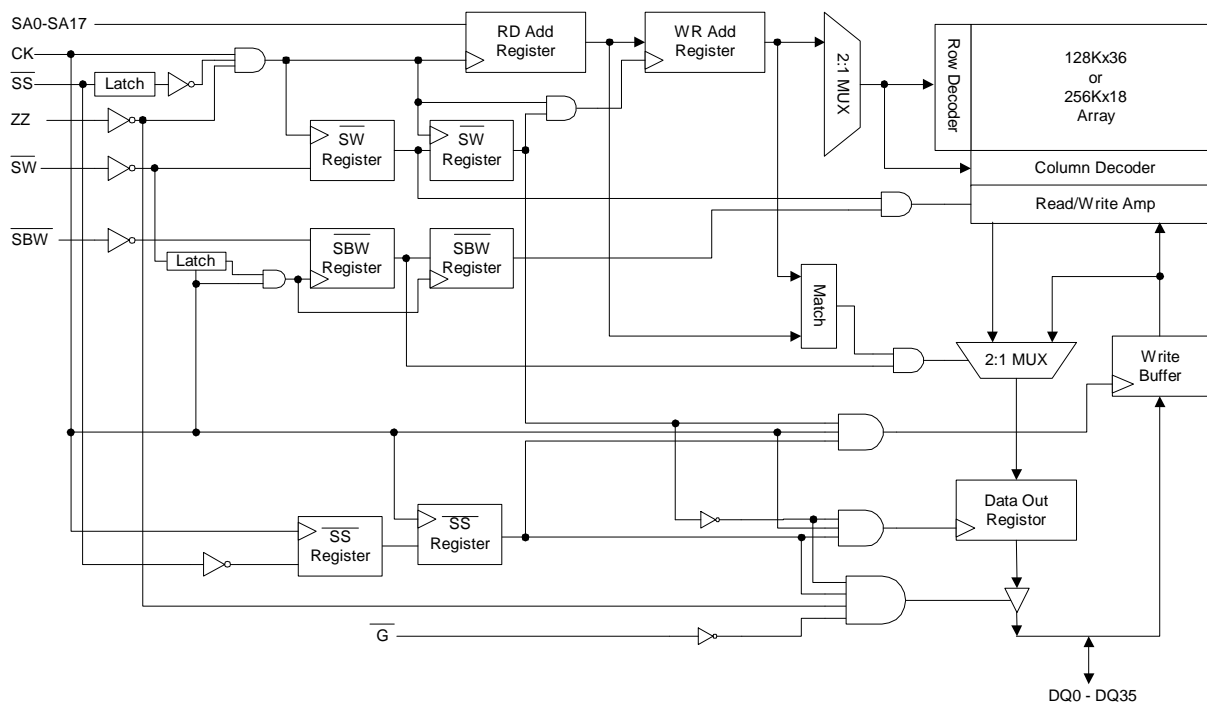 SA0-SA17
CK
SS
Latch
ZZ
SW
SBW
Latch
RD Add
Register
WR Add
Register
2:1 MUX
Row Decoder
128Kx36
or
256Kx18
Array
Column Decoder
Read/Write Amp
SW
Register
SW
Register
SBW
Register
SBW
Register
Match
2:1 MUX
Write
Buffer
SS
Register
SS
Register
Data Out
Registor
G
DQ0 - DQ35